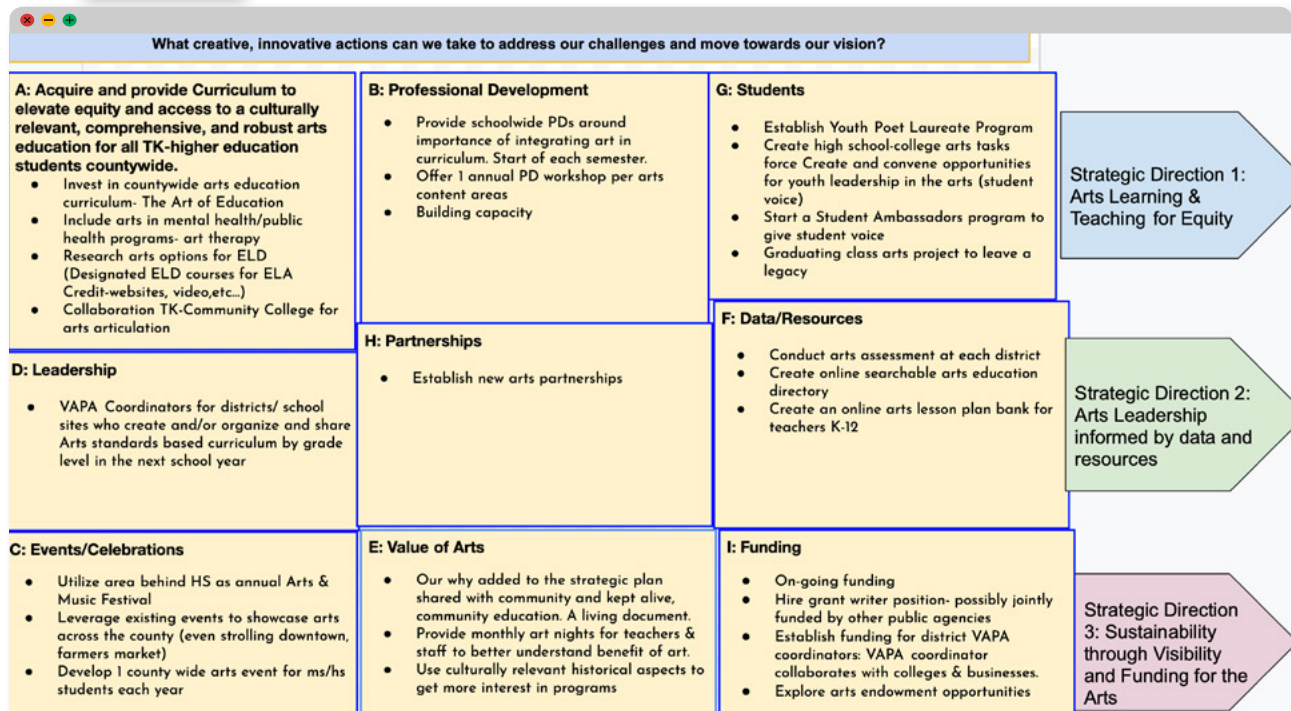 What creative, innovative actions can we take to address our challenges and move towards our vision?
A: Acquire and provide Curriculum to
elevate equity and access to a culturally
relevant, comprehensive, and robust arts
education for all TK-higher education
students countywide.
● Invest in countywide arts education
curriculum- The Art of Education
● Include arts in mental health/public
health programs- art therapy
● Research arts options for ELD
(Designated ELD courses for ELA
Credit-websites, video,etc...)
● Collaboration TK-Community College for
arts articulation
B: Professional Development
● Provide schoolwide PDs around
importance of integrating art in
curriculum. Start of each semester.
● Offer 1 annual PD workshop per arts
content areas
● Building capacity
G: Students
● Establish Youth Poet Laureate Program
● Create high school-college arts tasks
force Create and convene opportunities
for youth leadership in the arts (student
voice)
● Start a Student Ambassadors program to
give student voice
● Graduating class arts project to leave a
legacy
Strategic Direction 1:
Arts Learning &
Teaching for Equity
D: Leadership
● VAPA Coordinators for districts/ school
sites who create and/or organize and share
Arts standards based curriculum by grade
level in the next school year
H: Partnerships
● Establish new arts partnerships
F: Data/Resources
● Conduct arts assessment at each district
● Create online searchable arts education
directory
● Create an online arts lesson plan bank for
teachers K-12
Strategic Direction 2:
Arts Leadership
informed by data and
resources
C: Events/Celebrations
● Utilize area behind HS as annual Arts &
Music Festival
● Leverage existing events to showcase arts
across the county (even strolling downtown,
farmers market)
● Develop 1 county wide arts event for ms/hs
students each year
E: Value of Arts
● Our why added to the strategic plan
shared with community and kept alive,
community education. A living document.
● Provide monthly art nights for teachers &
staff to better understand benefit of art.
● Use culturally relevant historical aspects to
get more interest in programs
I: Funding
● On-going funding
● Hire grant writer position- possibly jointly
funded by other public agencies
● Establish funding for district VAPA
coordinators: VAPA coordinator
collaborates with colleges & businesses.
● Explore arts endowment opportunities
Strategic Direction
3: Sustainability
through Visibility
and Funding for the
Arts